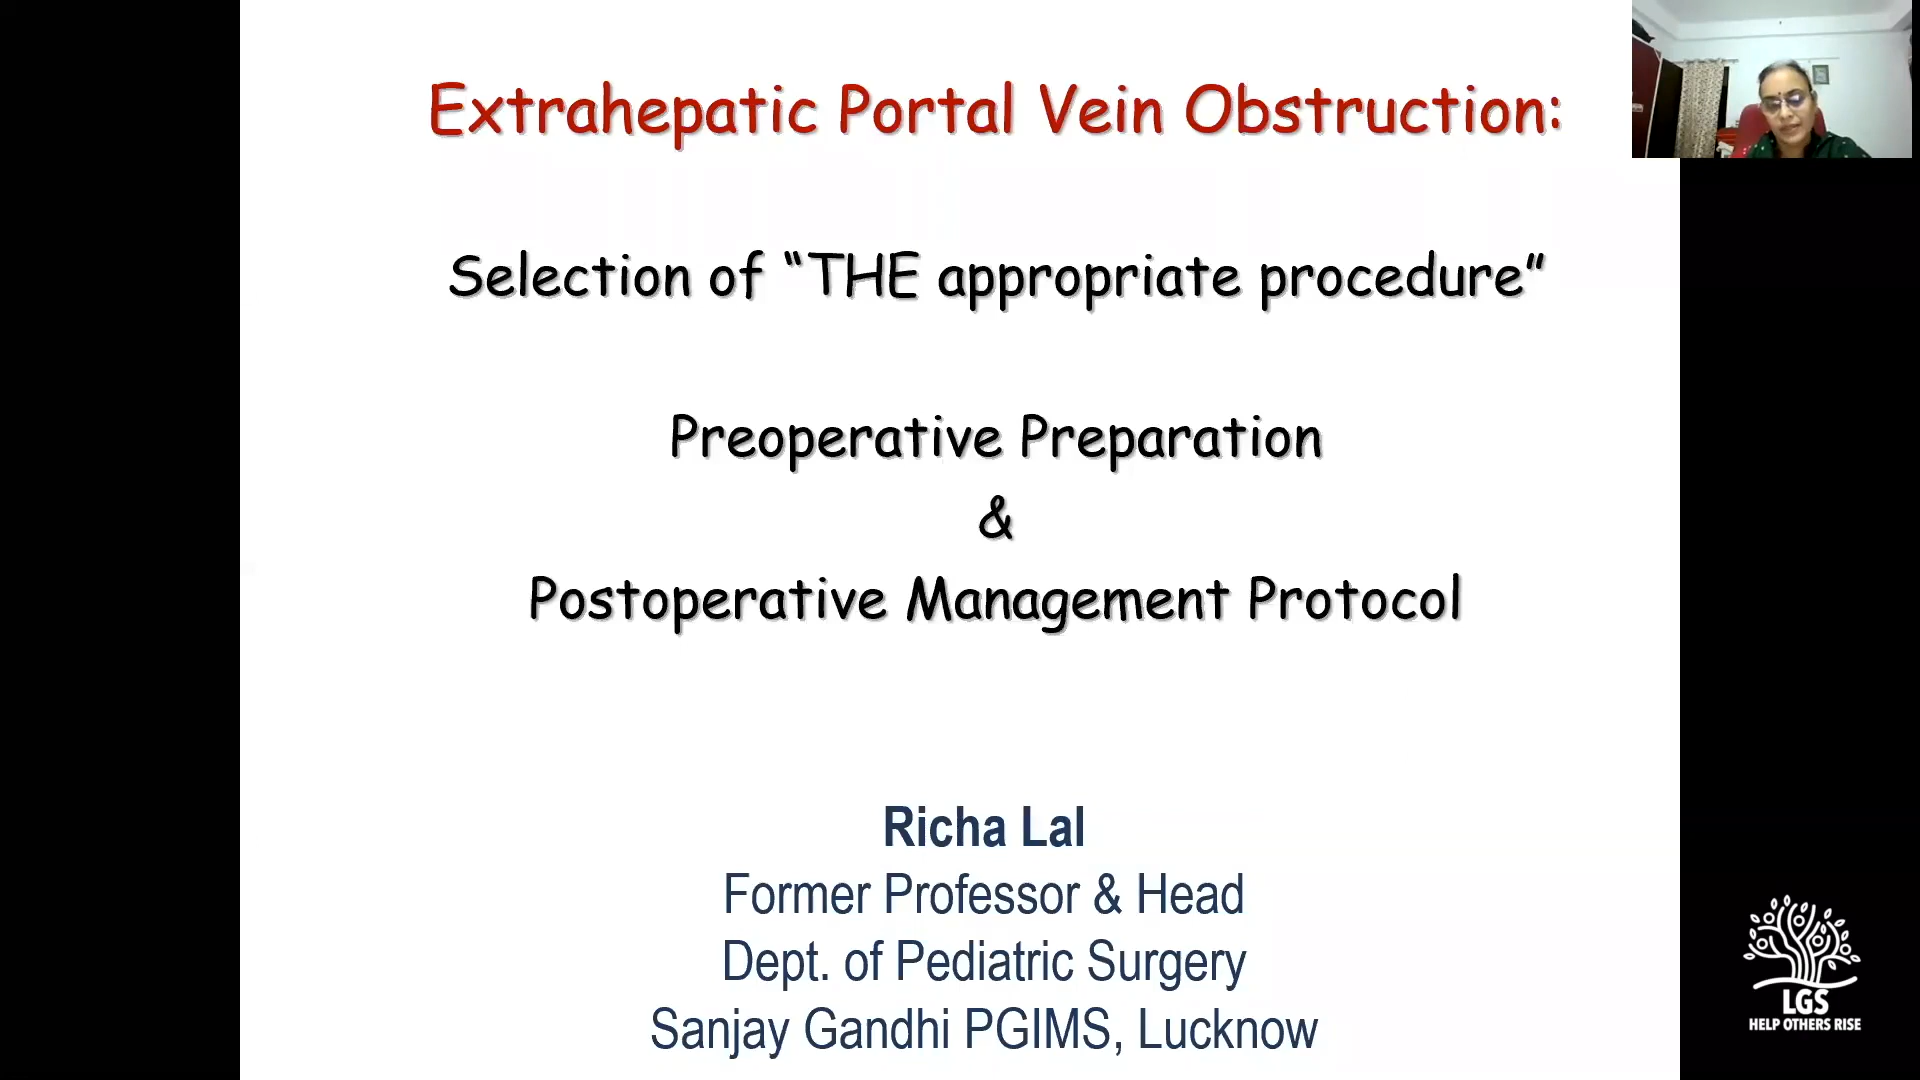 Extrahepatic Portal Vein Obstruction:
Selection of “THE appropriate procedure”
Preoperative Preparation
&
Postoperative Management Protocol
Richa Lal
Former Professor & Head
Dept. of Pediatric Surgery
Sanjay Gandhi PGIMS, Lucknow
LGS
HELP OTHERS RISE